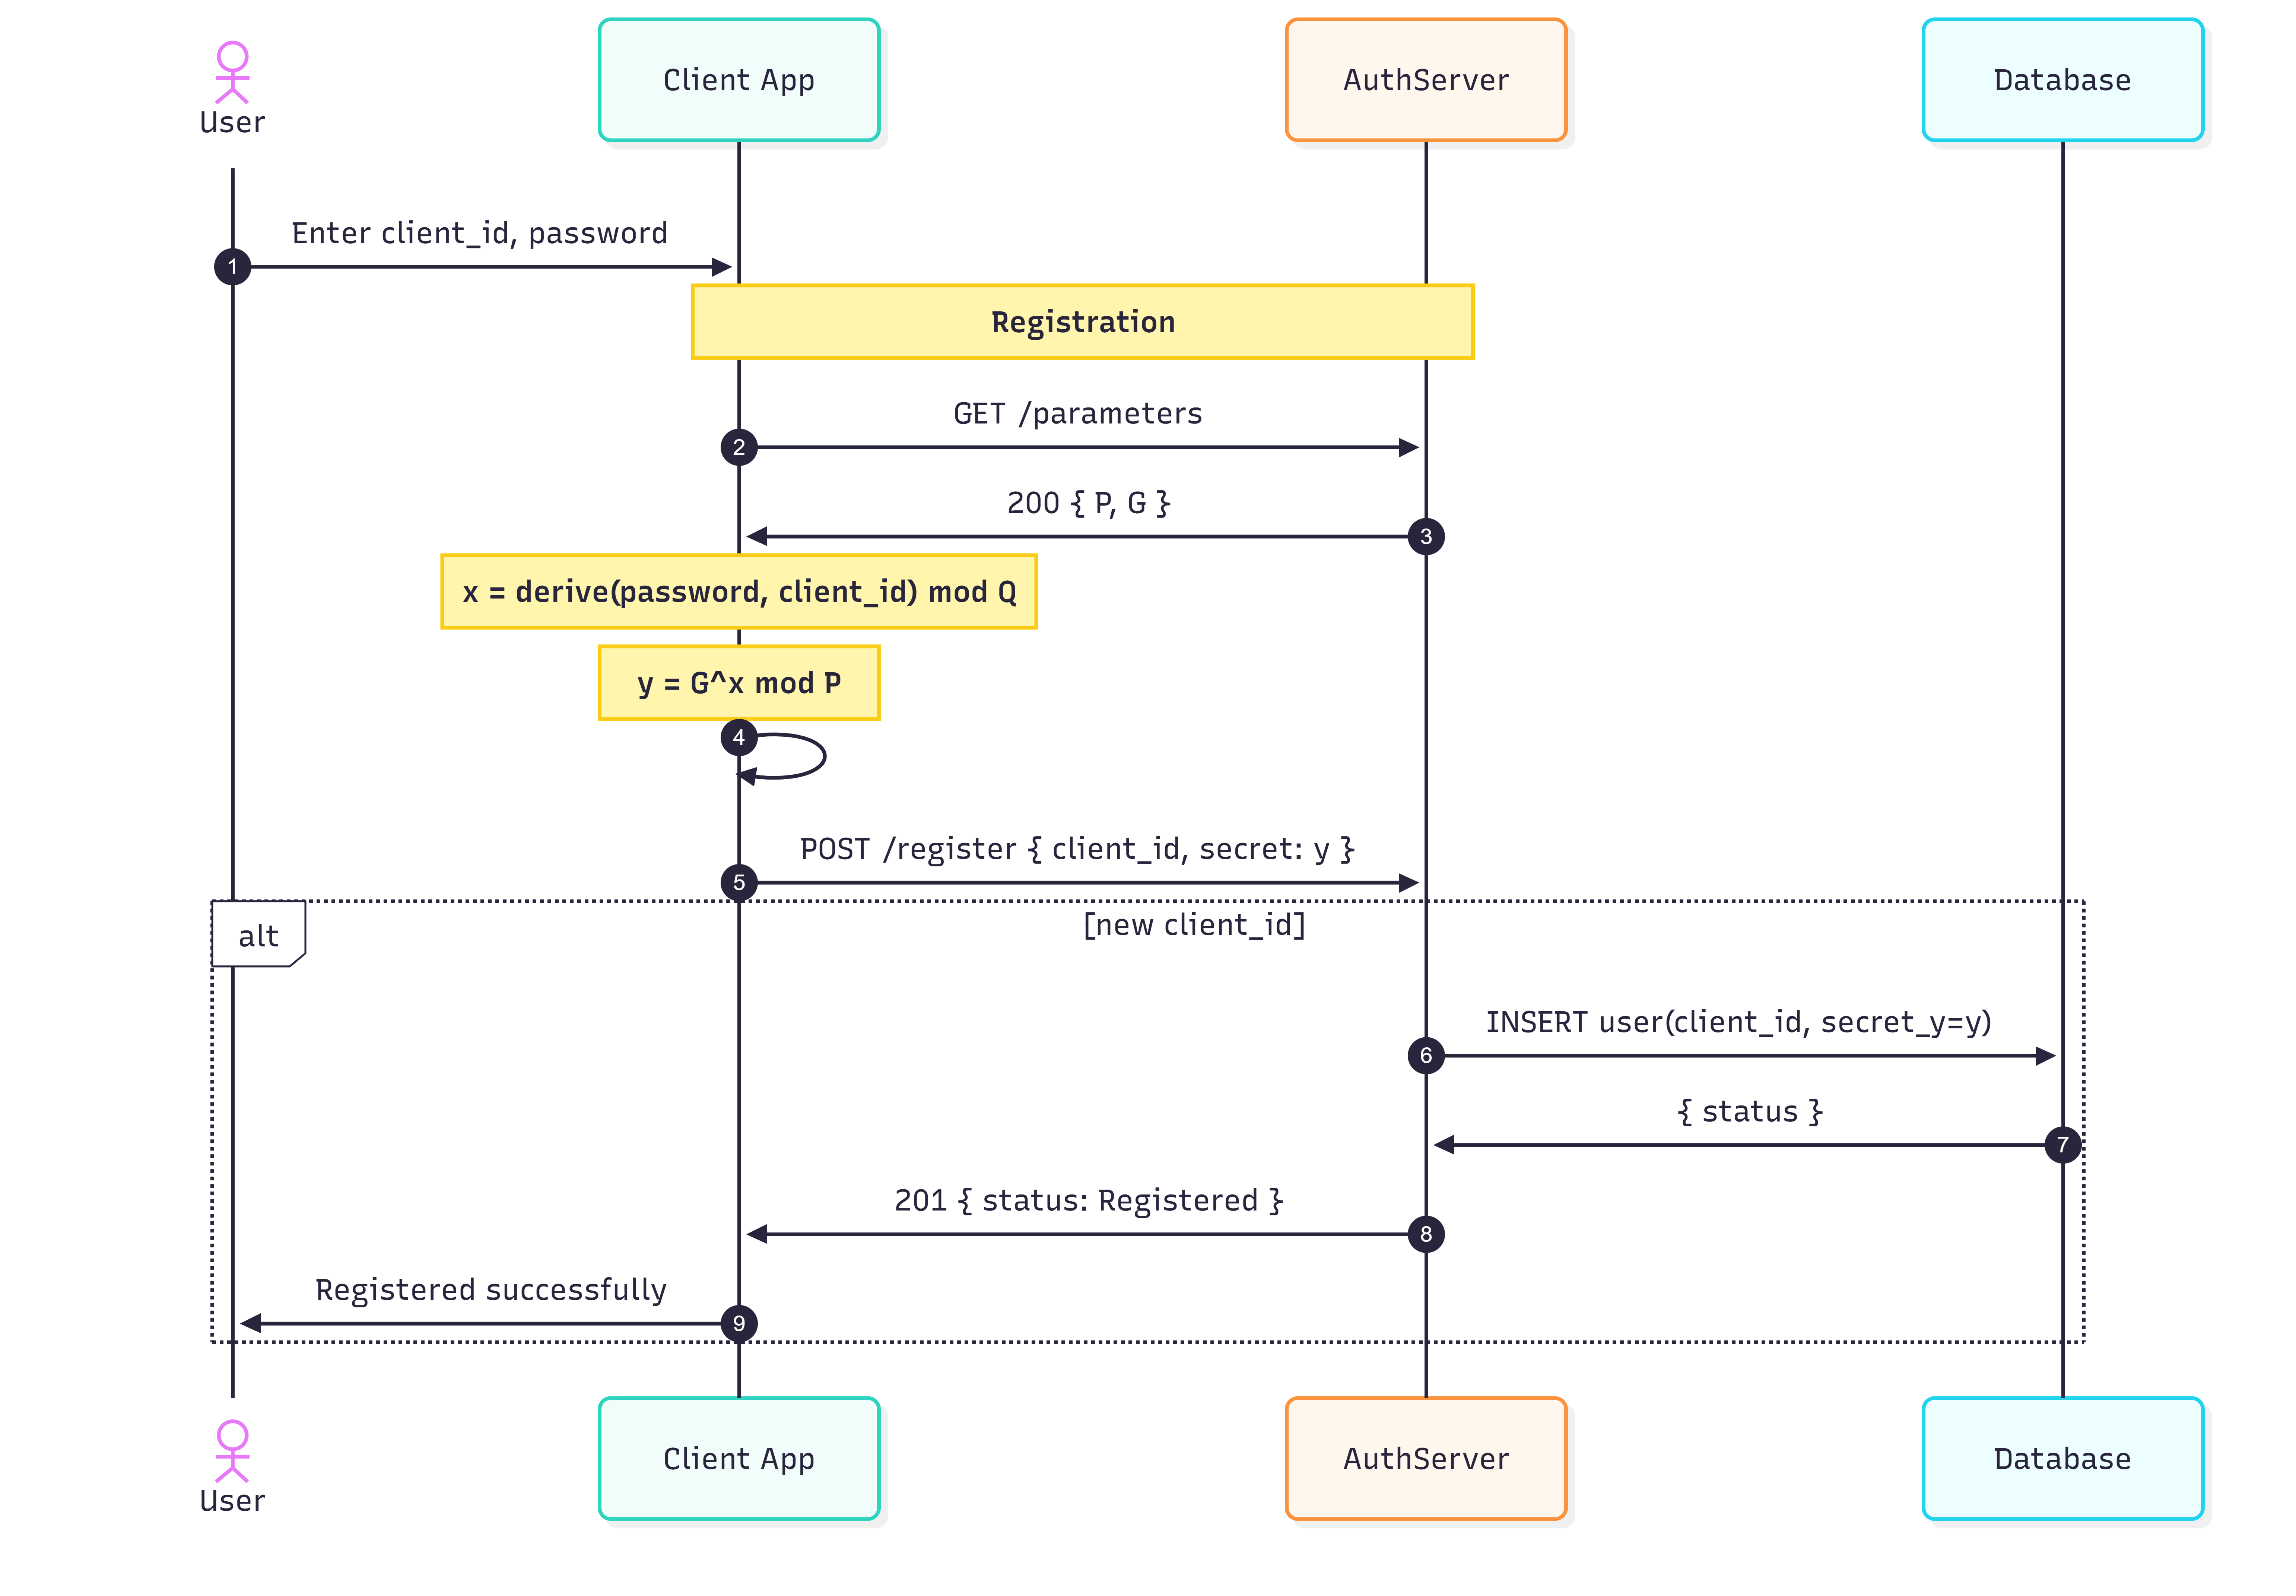 User
Client App
AuthServer
Database
Enter client_id, password
1
Registration
GET /parameters
2
200 { P, G }
3
x = derive(password, client_id) mod Q
y = G^x mod P
4
POST /register { client_id, secret: y }
5
alt
[new client_id]
INSERT user(client_id, secret_y=y)
6
{ status }
7
201 { status: Registered }
8
Registered successfully
9
User
Client App
AuthServer
Database